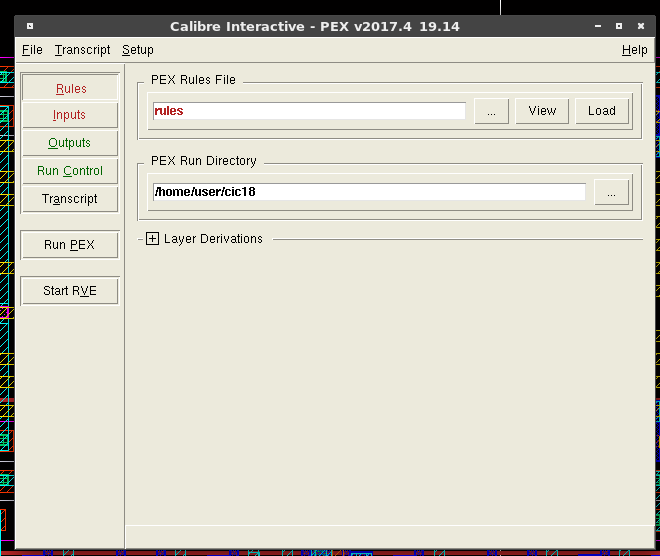 Calibre Interactive - PEX v2017.4 19.14
File Transcript Setup Help
Rules
Inputs
Outputs
Run Control
Transcript
Run PEX
Start RVE
PEX Rules File
rules ... View Load
PEX Run Directory
/home/user/cic18 ...
+ Layer Derivations